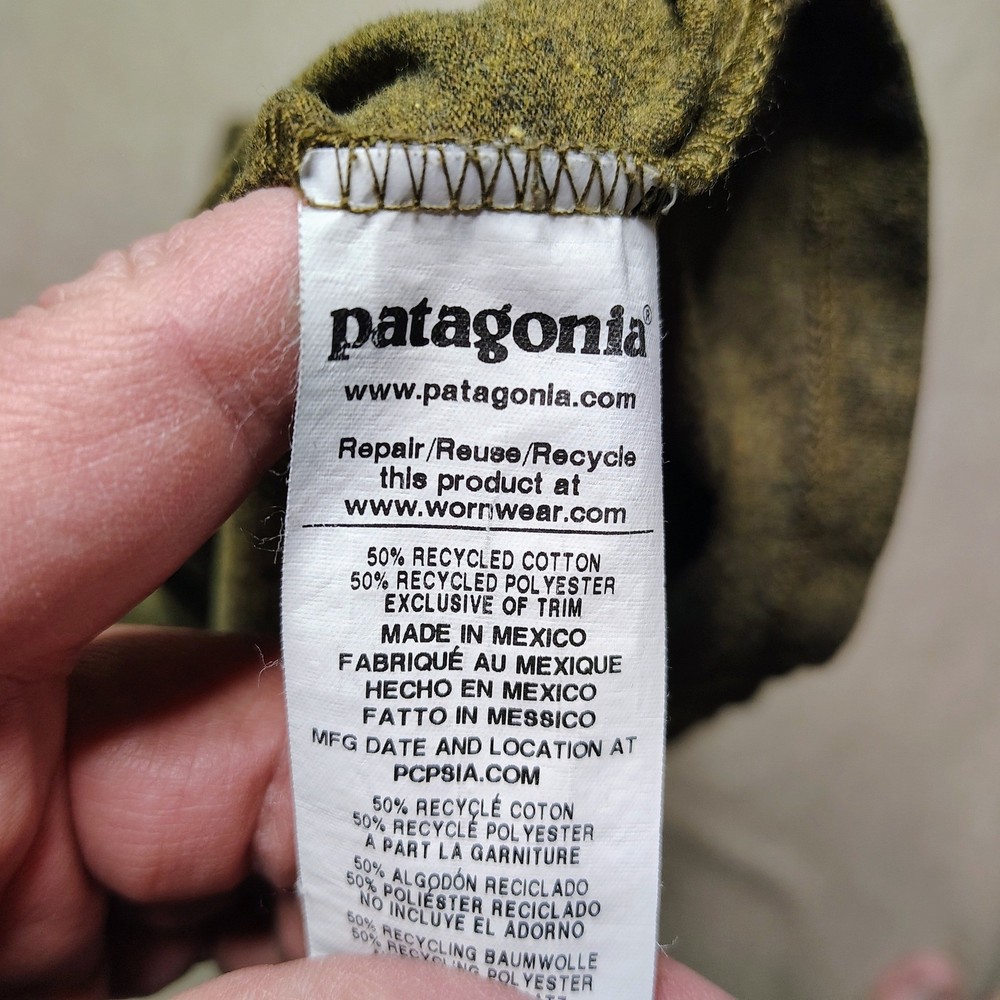 patagonia®
www.patagonia.com
Repair/Reuse/Recycle
this product at
www.wornwear.com
50% RECYCLED COTTON
50% RECYCLED POLYESTER
EXCLUSIVE OF TRIM
MADE IN MEXICO
FABRIQUÉ AU MEXIQUE
HECHO EN MEXICO
FATTO IN MESSICO
MFG DATE AND LOCATION AT
PCPSIA.COM
50% RECYCLÉ COTON
50% RECYCLÉ POLYESTER
À PART LA GARNITURE
50% ALGODÓN RECICLADO
50% POLIÉSTER RECICLADO
NO INCLUYE EL ADORNO
50% RECYCLING BAUMWOLLE
50% RECYCLING POLYESTER